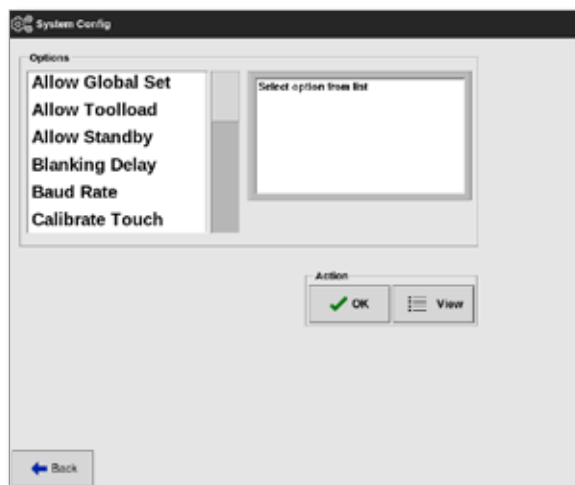 System Config
Options
Allow Global Set
Allow Toolload
Allow Standby
Blanking Delay
Baud Rate
Calibrate Touch
Select option from list
Action
OK
View
Back